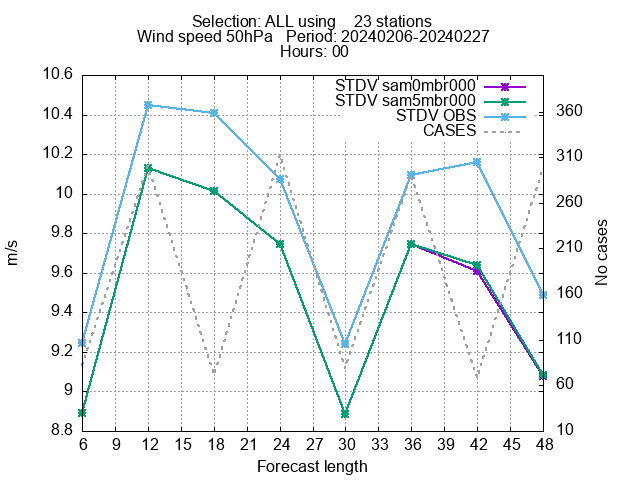 Selection: ALL using    23 stations
Wind speed 50hPa   Period: 20240206-20240227
Hours: 00
STDV sam0mbr000
STDV sam5mbr000
STDV OBS
CASES
10.6
10.4
10.2
10
9.8
9.6
9.4
9.2
9
8.8
m/s
360
310
260
210
160
110
60
10
No cases
6 9 12 15 18 21 24 27 30 33 36 39 42 45 48
Forecast length